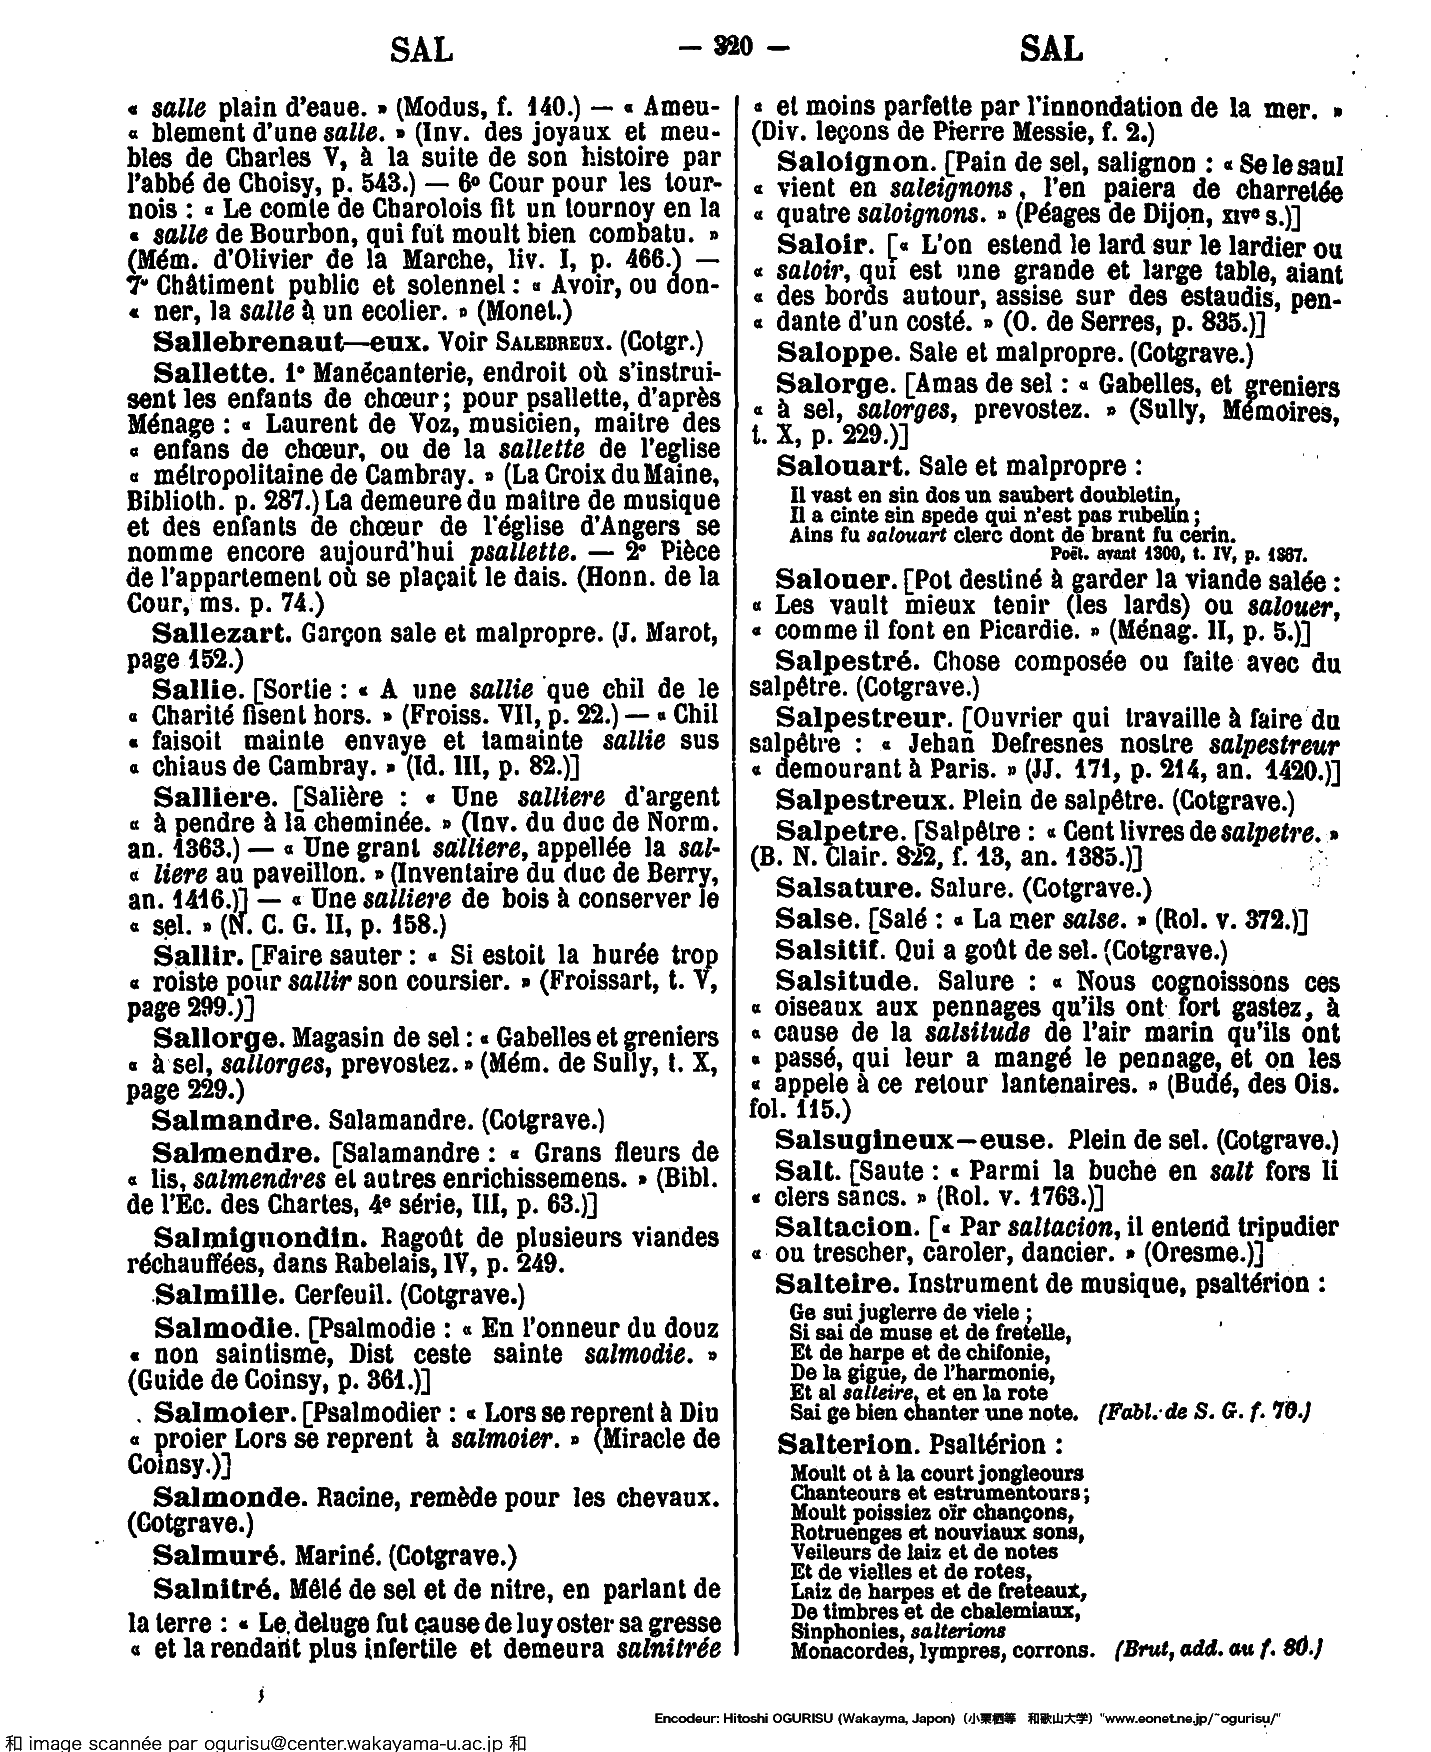 SAL — 320 — SAL
« salle plain d'eaue. » (Modus, f. 140.) — « Ameu-
« blement d'une salle. » (Inv. des joyaux et meu-
bles de Charles V, à la suite de son histoire par
l'abbé de Choisy, p. 543.) — 6º Cour pour les tour-
nois : « Le comte de Charolois fit un tournoy en la
« salle de Bourbon, qui fut moult bien combatu. »
(Mém. d'Olivier de la Marche, liv. I, p. 466.) —
7º Châtiment public et solennel : « Avoir, ou don-
« ner, la salle à un ecolier. » (Monet.)
Sallebrenaut—eux. Voir SALEBREUX. (Cotgr.)
Sallette. 1º Manécanterie, endroit où s'instrui-
sent les enfants de chœur; pour psallette, d'après
Ménage : « Laurent de Voz, musicien, maitre des
« enfans de chœur, ou de la sallette de l'eglise
« métropolitaine de Cambray. » (La Croix du Maine,
Biblioth. p. 287.) La demeure du maitre de musique
et des enfants de chœur de l'église d'Angers se
nomme encore aujourd'hui psallette. — 2º Pièce
de l'appartement où se plaçait le dais. (Honn. de la
Cour, ms. p. 74.)
Sallezart. Garçon sale et malpropre. (J. Marot,
page 152.)
Sallie. [Sortie : « A une sallie que chil de le
« Charité fisent hors. » (Froiss. VII, p. 22.) — « Chil
« faisoit mainte envaye et tamainte sallie sus
« chiaus de Cambray. » (Id. III, p. 82.)]
Salliere. [Salière : « Une salliere d'argent
« à pendre à la cheminée. » (Inv. du duc de Norm.
an. 1363.) — « Une grant salliere, appellée la sal-
« liere au paveillon. » (Inventaire du duc de Berry,
an. 1416.)] — « Une salliere de bois à conserver le
« sel. » (N. C. G. II, p. 158.)
Sallir. [Faire sauter : « Si estoit la hurée trop
« roiste pour sallir son coursier. » (Froissart, t. V,
page 299.)]
Sallorge. Magasin de sel : « Gabelles et greniers
« à sel, sallorges, prevostez. » (Mém. de Sully, t. X,
page 229.)
Salmandre. Salamandre. (Cotgrave.)
Salmendre. [Salamandre : « Grans fleurs de
« lis, salmendres et autres enrichissemens. » (Bibl.
de l'Ec. des Chartes, 4e série, III, p. 63.)]
Salmiguondin. Ragoût de plusieurs viandes
réchauffées, dans Rabelais, IV, p. 249.
Salmille. Cerfeuil. (Cotgrave.)
Salmodie. [Psalmodie : « En l'onneur du douz
« non saintisme, Dist ceste sainte salmodie. »
(Guide de Coinsy, p. 361.)]
Salmoier. [Psalmodier : « Lors se reprent à Diu
« proier Lors se reprent à salmoier. » (Miracle de
Coinsy.)]
Salmonde. Racine, remède pour les chevaux.
(Cotgrave.)
Salmuré. Mariné. (Cotgrave.)
Salnitré. Mêlé de sel et de nitre, en parlant de
la terre : « Le deluge fut cause de luy oster sa gresse
« et la rendant plus infertile et demeura salnitrée
« et moins parfette par l'innondation de la mer. »
(Div. leçons de Pierre Messie, f. 2.)
Saloignon. [Pain de sel, salignon : « Se le saul
« vient en saleignons, l'en paiera de charretée
« quatre saloignons. » (Péages de Dijon, XIVe s.)]
Saloir. [« L'on estend le lard sur le lardier ou
« saloir, qui est une grande et large table, aiant
« des bords autour, assise sur des estaudis, pen-
« dante d'un costé. » (O. de Serres, p. 835.)]
Saloppe. Sale et malpropre. (Cotgrave.)
Salorge. [Amas de sel : « Gabelles, et greniers
« à sel, salorges, prevostez. » (Sully, Mémoires,
t. X, p. 229.)]
Salouart. Sale et malpropre :
Il vast en sin dos un saubert doubletin,
Il a cinte sin spede qui n'est pas rubelin ;
Ains fu salouart clerc dont de brant fu cerin.
Poët. avant 1300, t. IV, p. 1367.
Salouer. [Pot destiné à garder la viande salée :
« Les vault mieux tenir (les lards) ou salouer,
« comme il font en Picardie. » (Ménag. II, p. 5.)]
Salpestré. Chose composée ou faite avec du
salpêtre. (Cotgrave.)
Salpestreur. [Ouvrier qui travaille à faire du
salpêtre : « Jehan Defresnes nostre salpestreur
« demourant à Paris. » (JJ. 171, p. 214, an. 1420.)]
Salpestreux. Plein de salpêtre. (Cotgrave.)
Salpetre. [Salpêtre : « Cent livres de salpetre. »
(B. N. Clair. 822, f. 13, an. 1385.)]
Salsature. Salure. (Cotgrave.)
Salse. [Salé : « La mer salse. » (Rol. v. 372.)]
Salsitif. Qui a goût de sel. (Cotgrave.)
Salsitude. Salure : « Nous cognoissons ces
« oiseaux aux pennages qu'ils ont fort gastez, à
« cause de la salsitude de l'air marin qu'ils ont
« passé, qui leur a mangé le pennage, et on les
« appele à ce retour lantenaires. » (Budé, des Ois.
fol. 115.)
Salsugineux—euse. Plein de sel. (Cotgrave.)
Salt. [Saute : « Parmi la buche en salt fors li
« clers sancs. » (Rol. v. 1763.)]
Saltacion. [« Par saltacion, il entend tripudier
« ou trescher, caroler, dancier. » (Oresme.)]
Salteire. Instrument de musique, psaltérion :
Ge sui juglerre de viele ;
Si sai de muse et de fretelle,
Et de harpe et de chifonie,
De la gigue, de l'harmonie,
Et al salteire, et en la rote
Sai ge bien chanter une note. (Fabl. de S. G. f. 70.)
Salterion. Psaltérion :
Moult ot à la court jongleours
Chanteours et estrumentours ;
Moult poissiez oïr chançons,
Rotruenges et nouviaux sons,
Veileurs de laiz et de notes
Et de vielles et de rotes,
Laiz de harpes et de freteaux,
De timbres et de chalemiaux,
Sinphonies, salterions
Monacordes, lympres, corrons. (Brut, add. au f. 80.)
Encodeur: Hitoshi OGURISU (Wakayma, Japon) (小栗栖等 和歌山大学) "www.eonet.ne.jp/~ogurisu/"
和 image scannée par ogurisu@center.wakayama-u.ac.jp 和